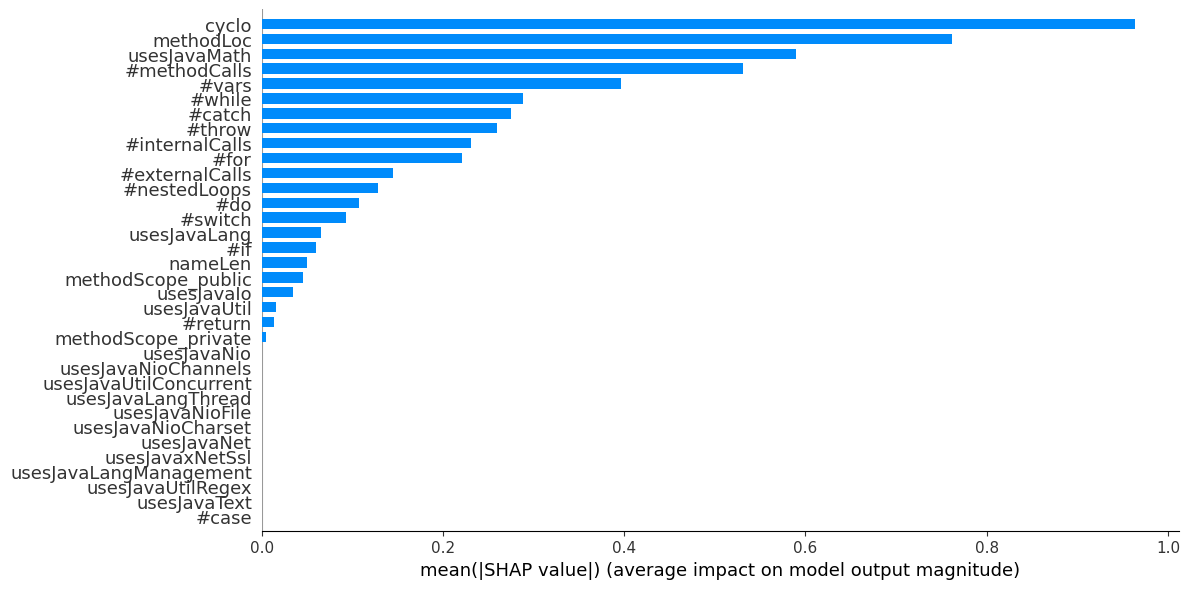 cyclo
methodLoc
usesJavaMath
#methodCalls
#vars
#while
#catch
#throw
#internalCalls
#for
#externalCalls
#nestedLoops
#do
#switch
usesJavaLang
#if
nameLen
methodScope_public
usesJavaIo
usesJavaUtil
#return
methodScope_private
usesJavaNio
usesJavaNioChannels
usesJavaUtilConcurrent
usesJavaLangThread
usesJavaNioFile
usesJavaNioCharset
usesJavaNet
usesJavaxNetSsl
usesJavaLangManagement
usesJavaUtilRegex
usesJavaText
#case
0.0 0.2 0.4 0.6 0.8 1.0
mean(|SHAP value|) (average impact on model output magnitude)